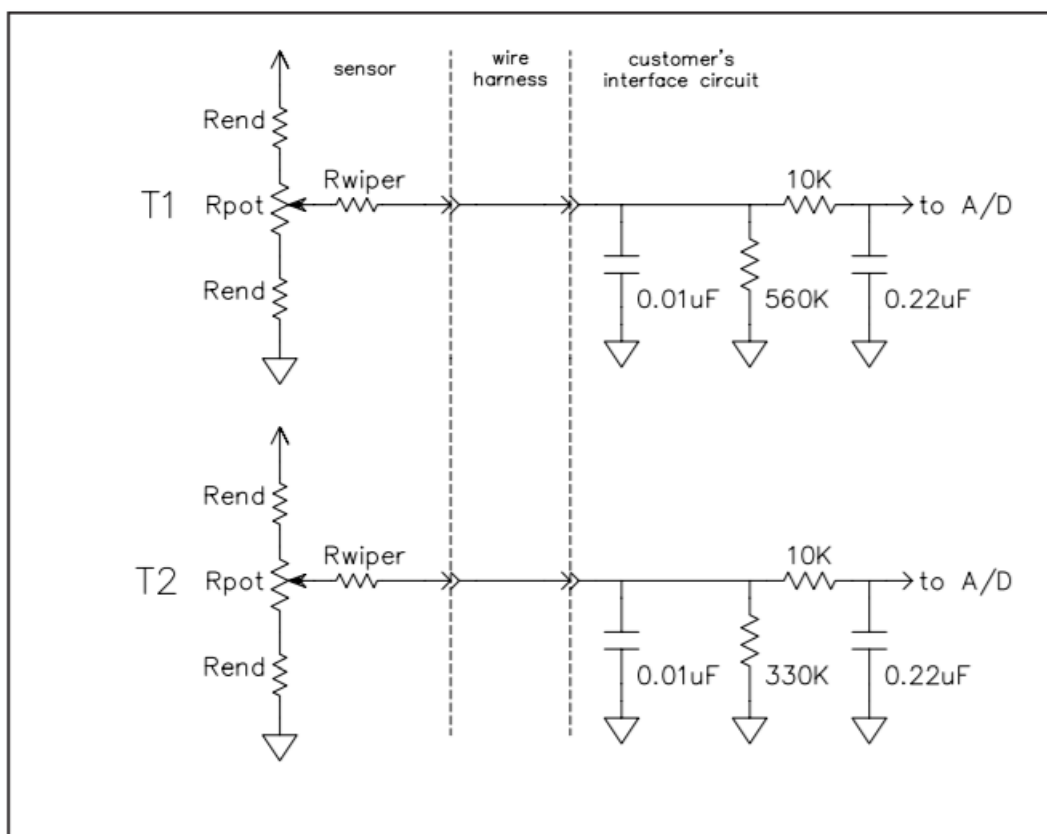 sensor
wire
harness
customer's
interface circuit
Rend
T1
Rpot
Rwiper
10K
to A/D
Rend
0.01uF
560K
0.22uF
Rend
T2
Rpot
Rwiper
10K
to A/D
Rend
0.01uF
330K
0.22uF